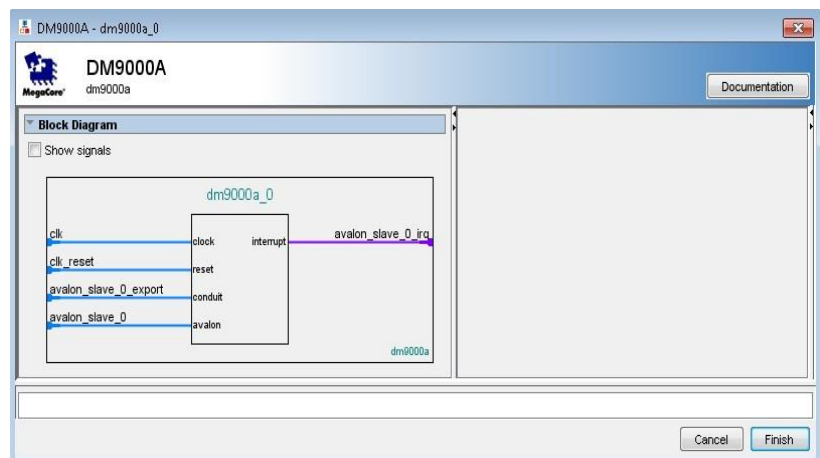 DM9000A - dm9000a_0
DM9000A
dm9000a
MegaCore®
Documentation
Block Diagram
Show signals
dm9000a_0
clk
clock
interrupt
avalon_slave_0_irq
clk_reset
reset
avalon_slave_0_export
conduit
avalon_slave_0
avalon
dm9000a
Cancel
Finish